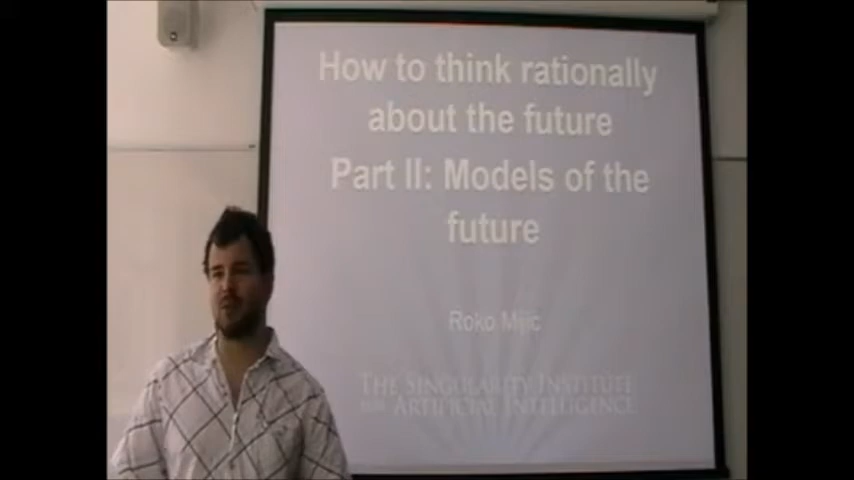 How to think rationally
about the future
Part II: Models of the
future
Roko Mijic
The Singularity Institute
for Artificial Intelligence